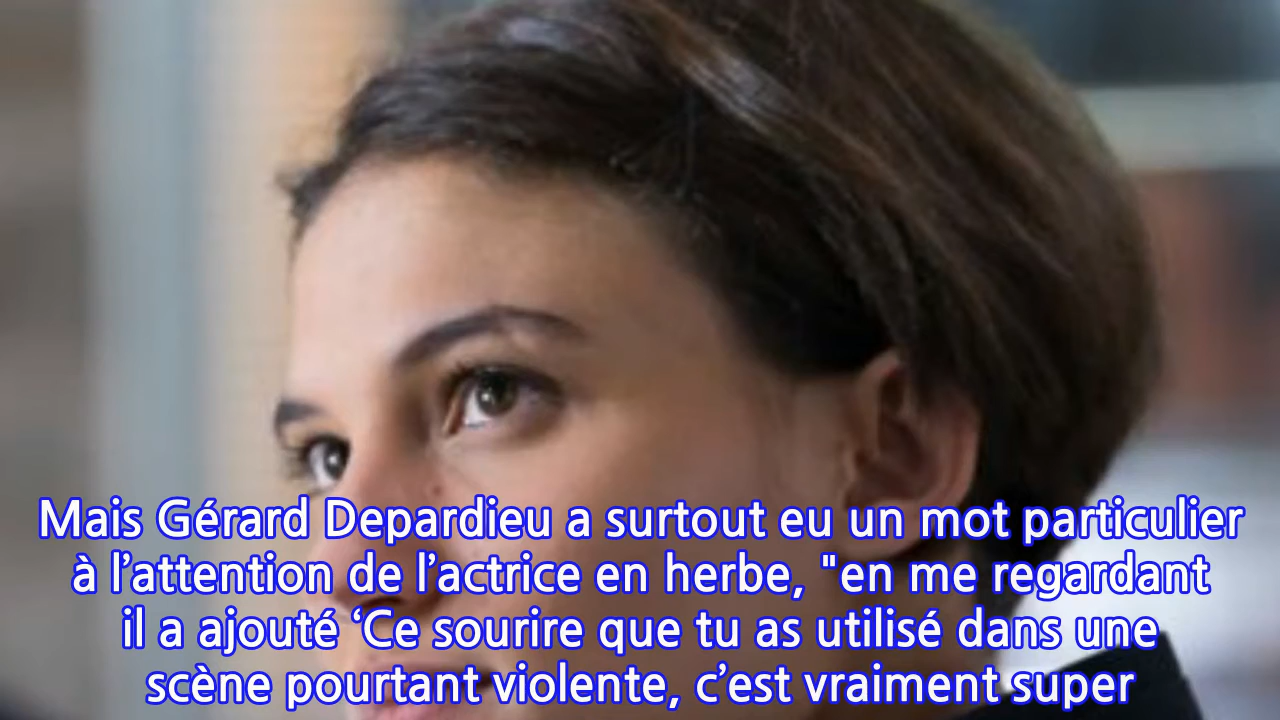 Mais Gérard Depardieu a surtout eu un mot particulier
à l’attention de l’actrice en herbe, "en me regardant
il a ajouté ‘Ce sourire que tu as utilisé dans une
scène pourtant violente, c’est vraiment super